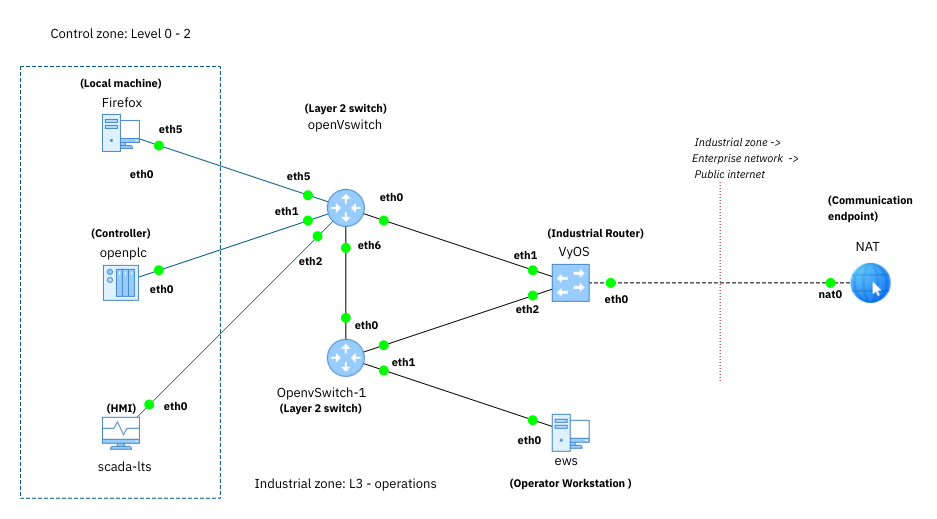 Control zone: Level 0 - 2
(Local machine)
Firefox
eth5
eth0
(Layer 2 switch)
openVswitch
eth5
eth1
eth0
eth2
eth6
(Controller)
openplc
eth0
Industrial zone ->
Enterprise network ->
Public internet
(Communication
endpoint)
NAT
nat0
(Industrial Router)
VyOS
eth1
eth0
eth2
eth0
eth1
OpenvSwitch-1
(Layer 2 switch)
(HMI)
eth0
scada-lts
eth0
ews
(Operator Workstation )
Industrial zone: L3 - operations